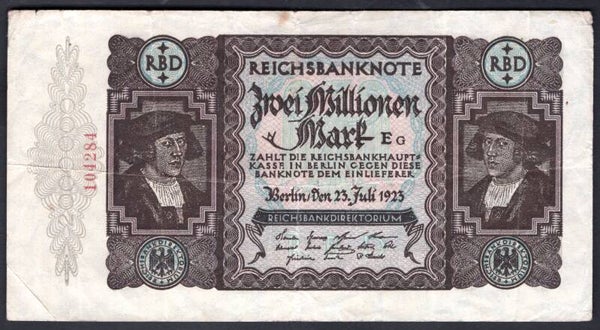 RBD
RBD
REICHSBANKNOTE
Zwei Millionen
Mark
EG
ZAHLT DIE REICHSBANKHAUPT-
KASSE IN BERLIN GEGEN DIESE
BANKNOTE DEM EINLIEFERER
Berlin, den 23. Juli 1923
REICHSBANKDIREKTORIUM
104284